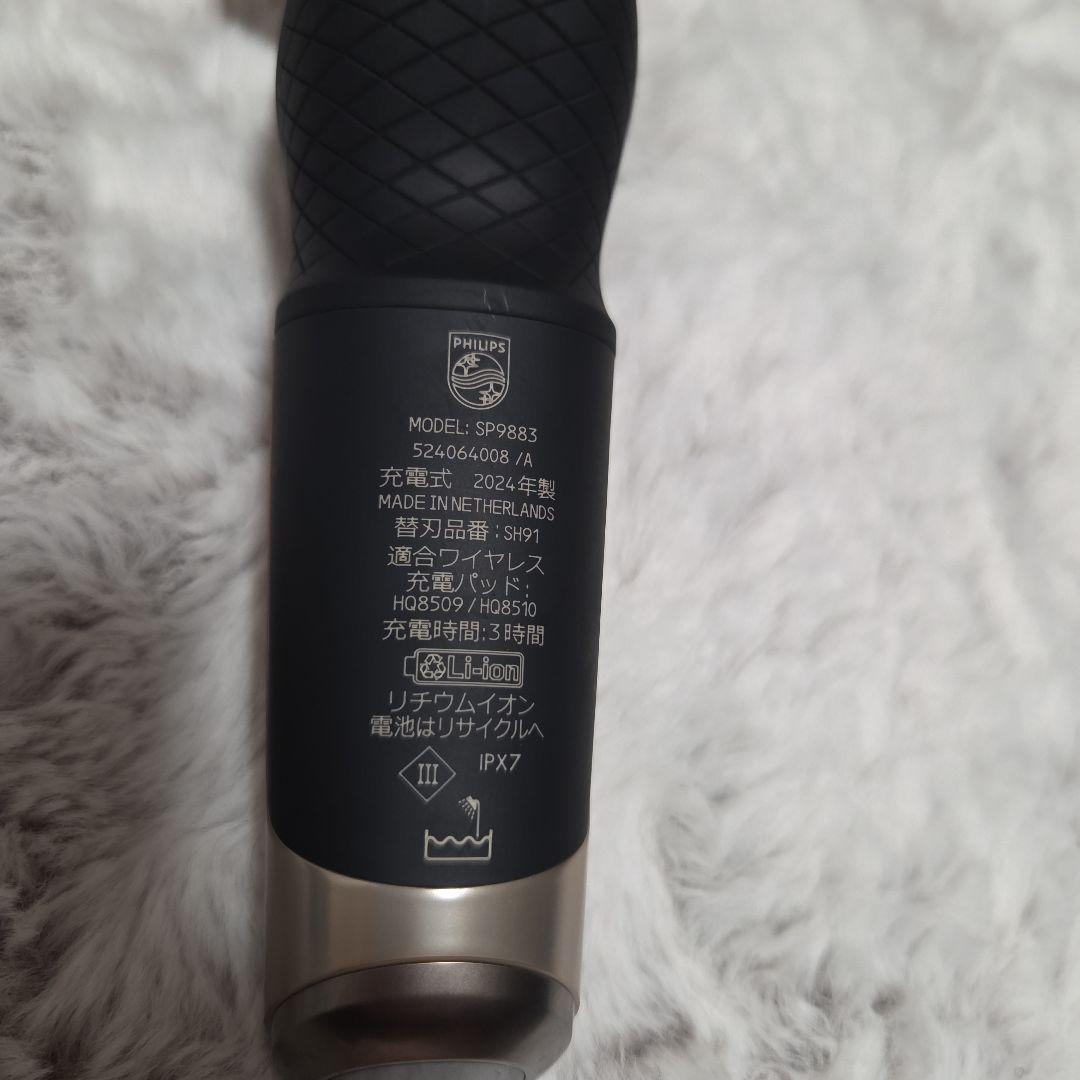 PHILIPS
MODEL: SP9883
524064008 /A
充電式 2024年製
MADE IN NETHERLANDS
替刃品番:SH91
適合ワイヤレス
充電パッド:
HQ8509 / HQ8510
充電時間:3時間
Li-ion
リチウムイオン
電池はリサイクルへ
III
IPX7